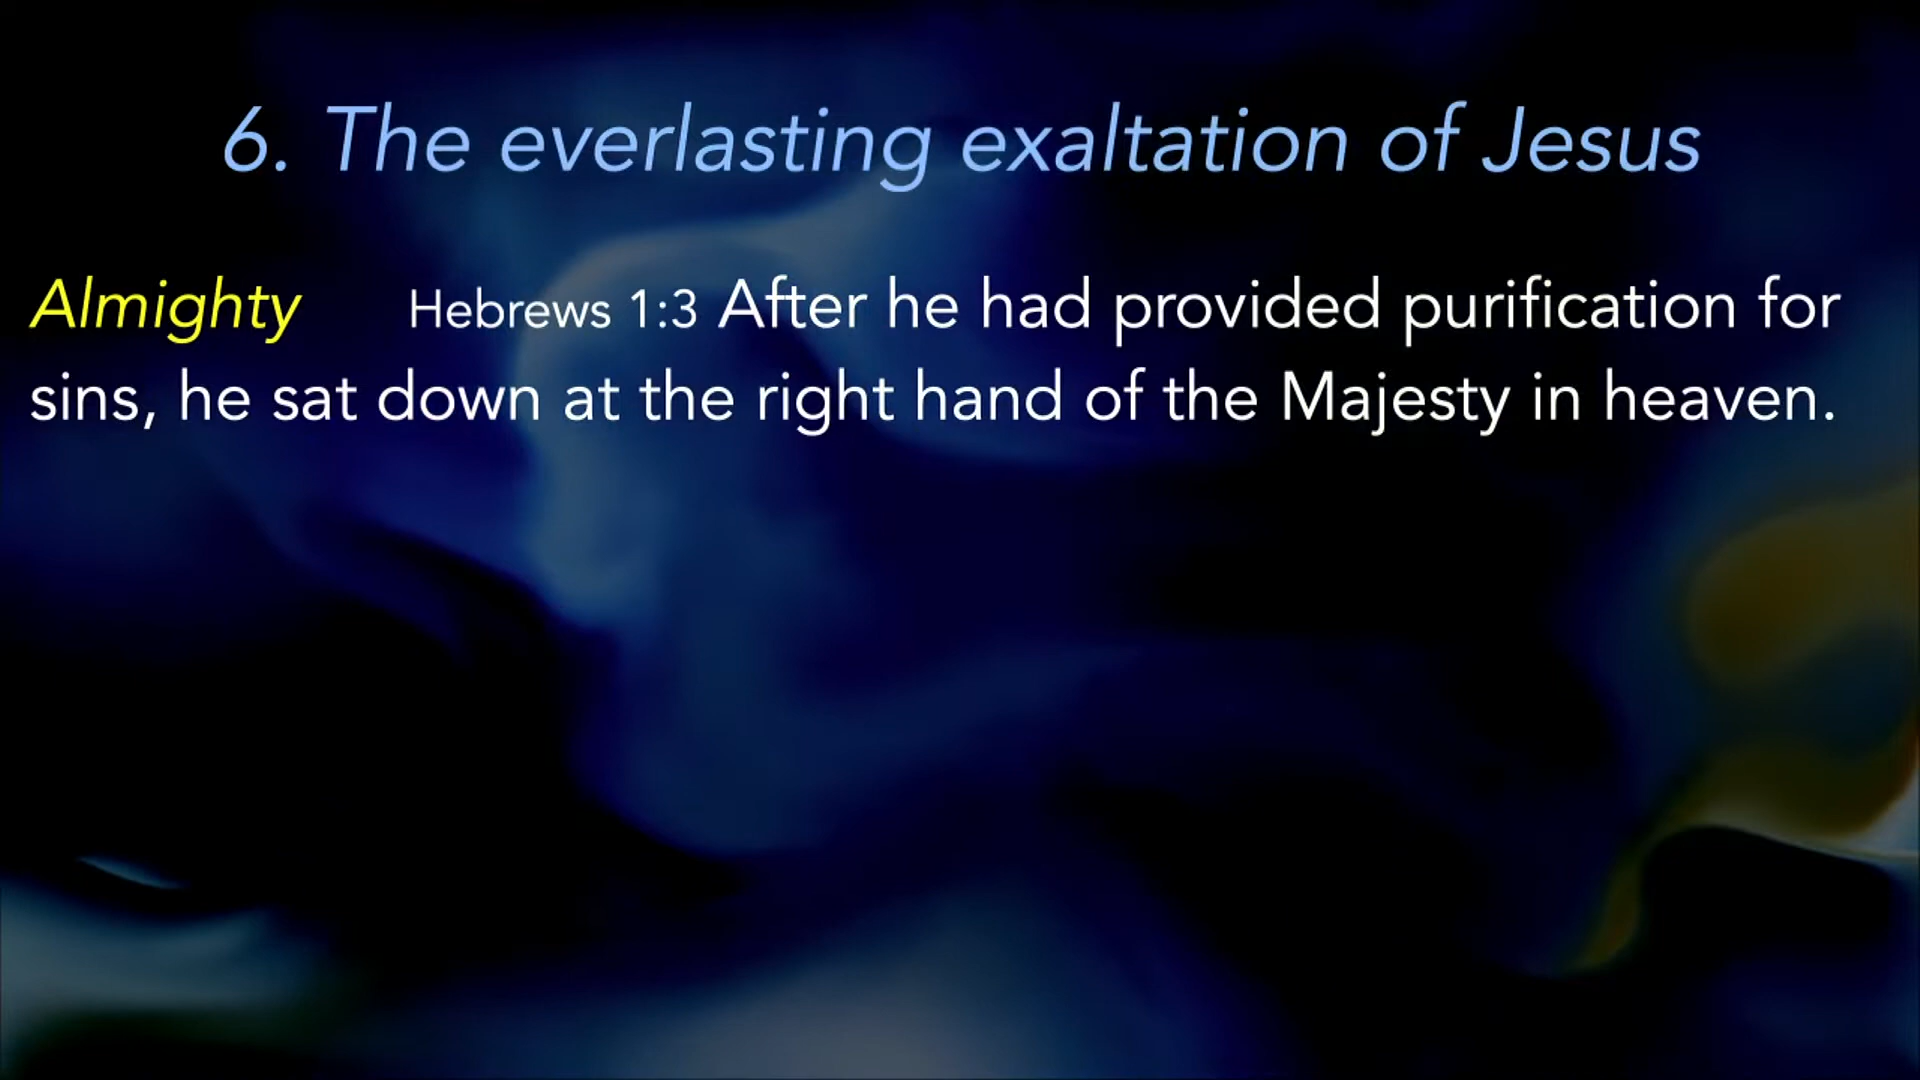 6. The everlasting exaltation of Jesus
Almighty Hebrews 1:3 After he had provided purification for
sins, he sat down at the right hand of the Majesty in heaven.